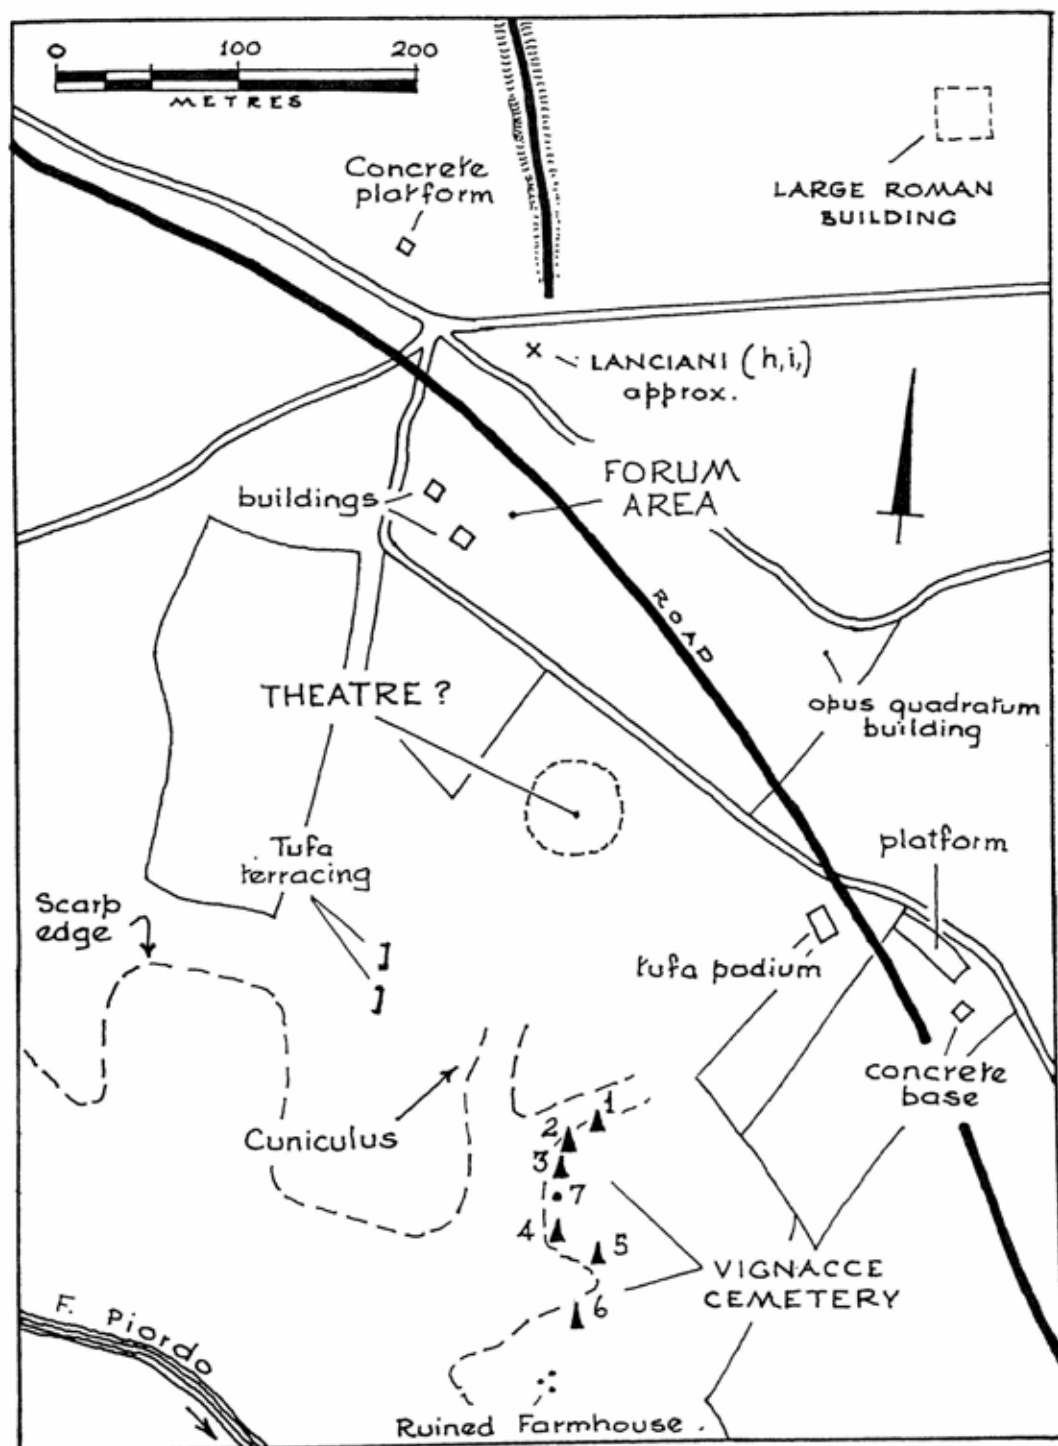 0 100 200
METRES
Concrete
platform
LARGE ROMAN
BUILDING
LANCIANI (h,i,)
approx.
FORUM
AREA
buildings
ROAD
THEATRE ?
opus quadratum
building
platform
Tufa
terracing
Scarp
edge
tufa podium
concrete
base
Cuniculus
1
2
3
7
4
5
6
VIGNACCE
CEMETERY
F. Piordo
Ruined Farmhouse .